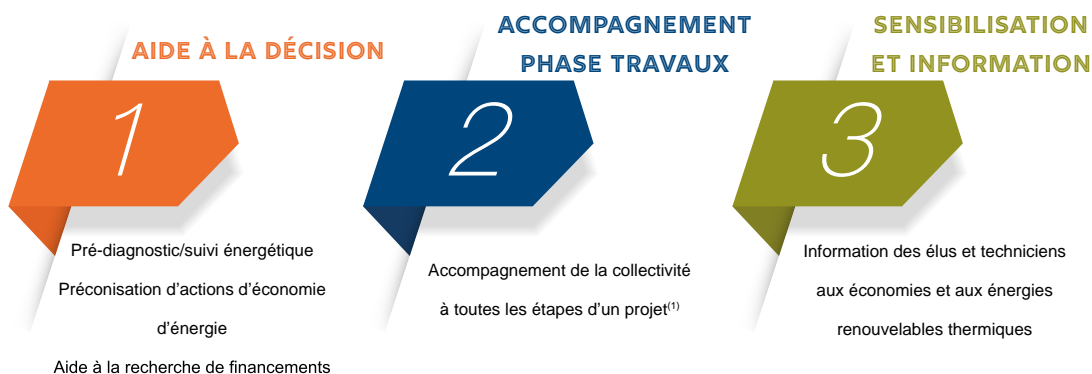 AIDE À LA DÉCISION
1
Pré-diagnostic/suivi énergétique
Préconisation d'actions d'économie
d'énergie
Aide à la recherche de financements
ACCOMPAGNEMENT
PHASE TRAVAUX
2
Accompagnement de la collectivité
à toutes les étapes d'un projet(1)
SENSIBILISATION
ET INFORMATION
3
Information des élus et techniciens
aux économies et aux énergies
renouvelables thermiques